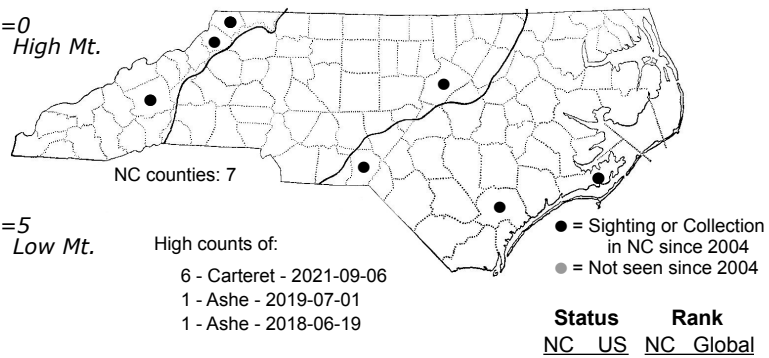 =0
High Mt.
NC counties: 7
=5
Low Mt.
High counts of:
6 - Carteret - 2021-09-06
1 - Ashe - 2019-07-01
1 - Ashe - 2018-06-19
= Sighting or Collection
in NC since 2004
= Not seen since 2004
Status Rank
NC US NC Global